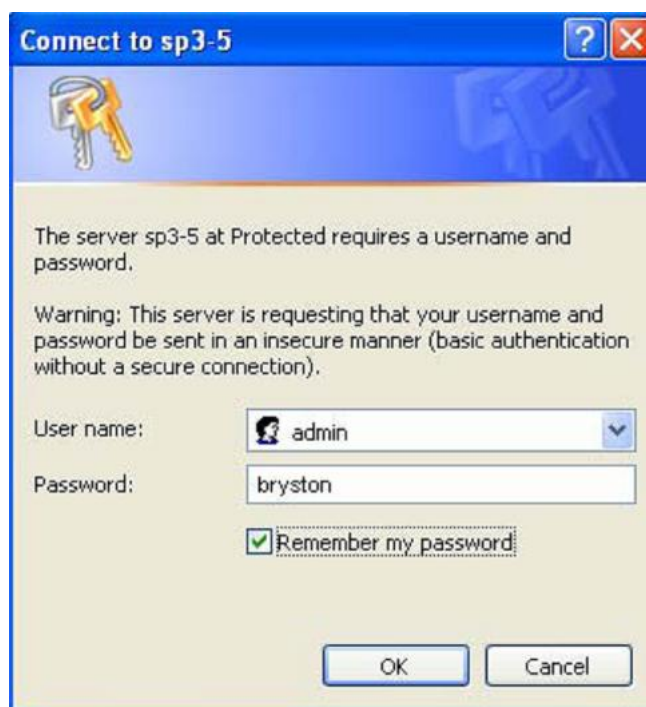 Connect to sp3-5
The server sp3-5 at Protected requires a username and
password.
Warning: This server is requesting that your username and
password be sent in an insecure manner (basic authentication
without a secure connection).
User name:
admin
Password:
bryston
Remember my password
OK
Cancel